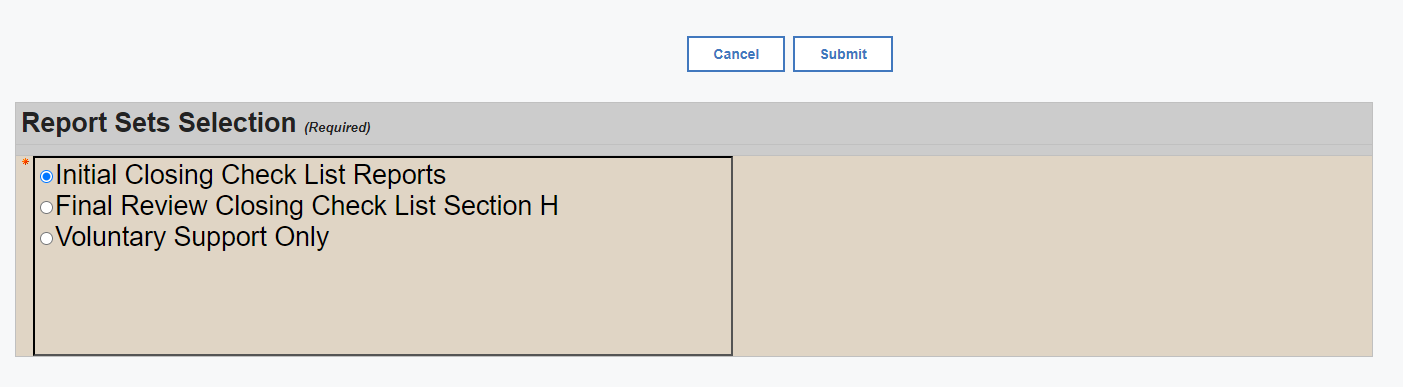 Cancel Submit
Report Sets Selection (Required)
* Initial Closing Check List Reports
Final Review Closing Check List Section H
Voluntary Support Only